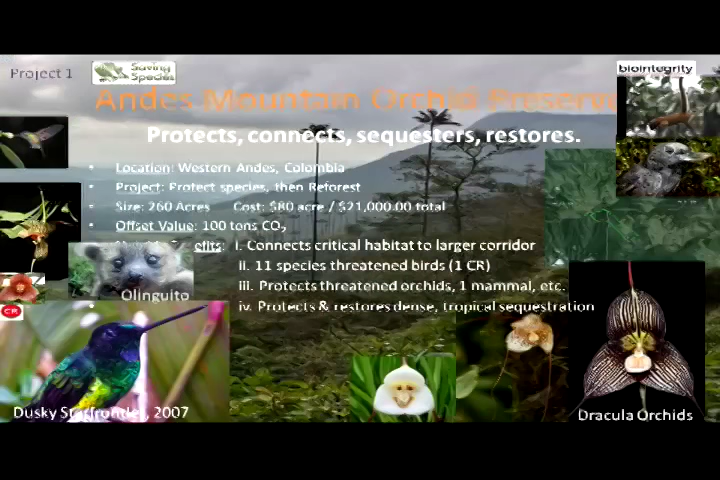 Project 1
Saving
Species
biointegrity
Andes Mountain Orchid Preserve
Protects, connects, sequesters, restores.
• Location: Western Andes, Colombia
• Project: Protect species, then Reforest
• Size: 260 Acres Cost: $80 acre / $21,000.00 total
• Offset Value: 100 tons CO₂
i. Connects critical habitat to larger corridor
ii. 11 species threatened birds (1 CR)
iii. Protects threatened orchids, 1 mammal, etc.
Olinguito
iv. Protects & restores dense, tropical sequestration
CR
Dusky Starfrontlet, 2007
Dracula Orchids